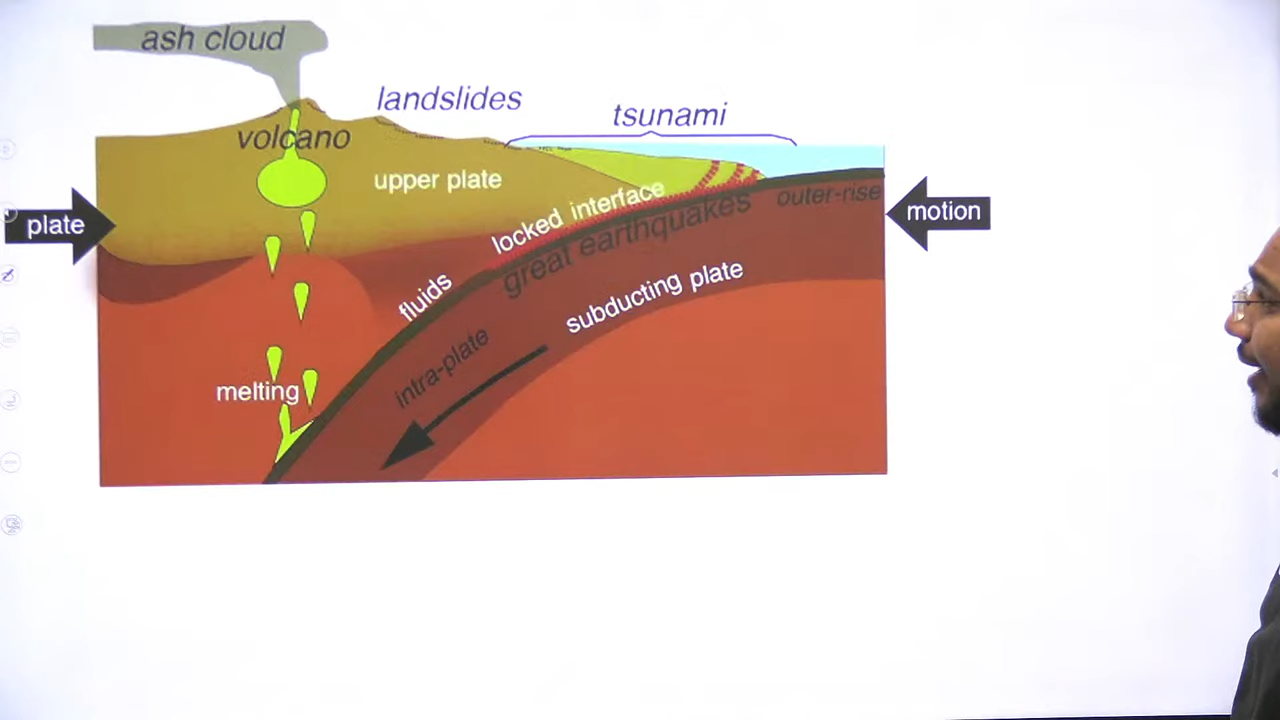 ash cloud
landslides
tsunami
volcano
upper plate
locked interface
great earthquakes
outer-rise
plate
motion
fluids
subducting plate
intra-plate
melting